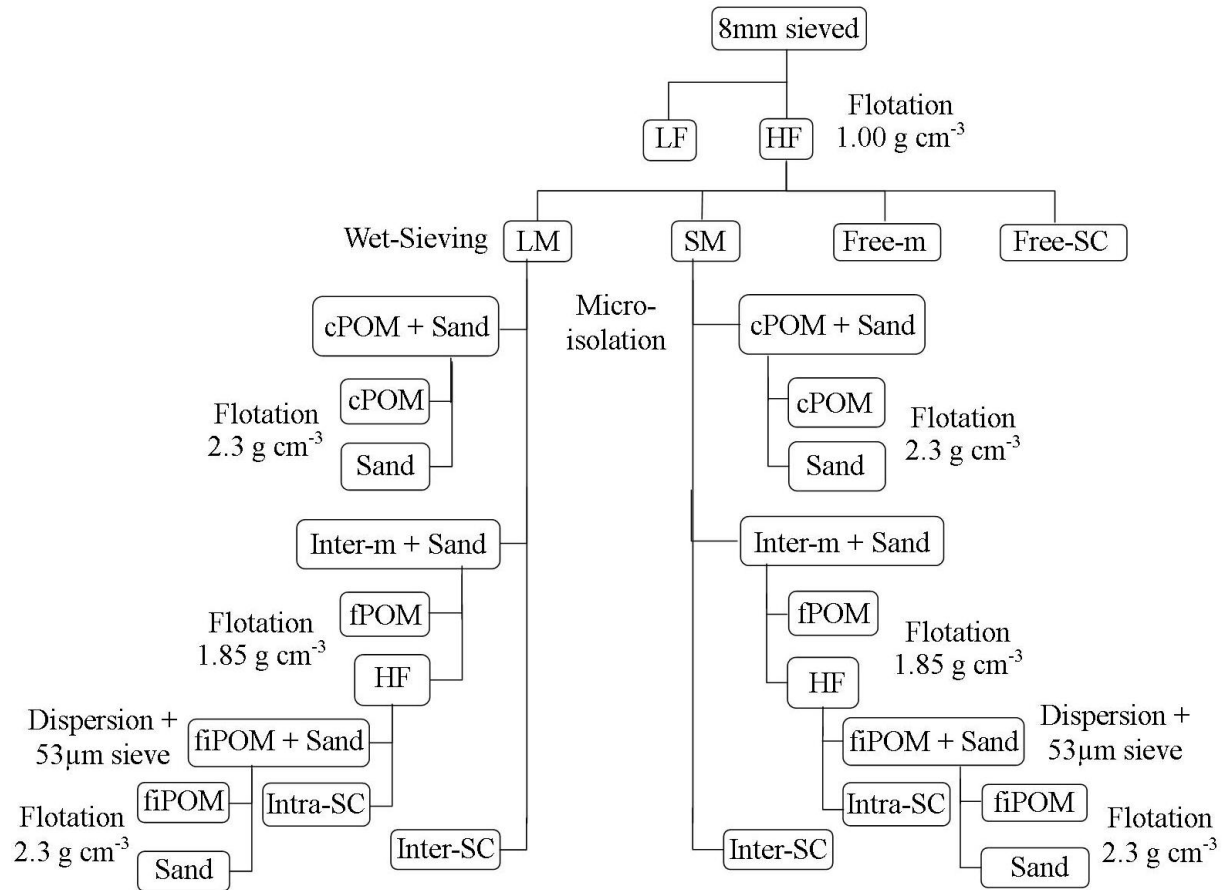 8mm sieved
Flotation
1.00 g cm-3
LF
HF
Wet-Sieving
LM
SM
Free-m
Free-SC
Micro-
isolation
cPOM + Sand
cPOM
Sand
Flotation
2.3 g cm-3
cPOM + Sand
cPOM
Sand
Flotation
2.3 g cm-3
Inter-m + Sand
fPOM
HF
Flotation
1.85 g cm-3
Inter-m + Sand
fPOM
HF
Flotation
1.85 g cm-3
Dispersion +
53µm sieve
fiPOM + Sand
fiPOM
Intra-SC
Flotation
2.3 g cm-3
Sand
Inter-SC
fiPOM + Sand
Dispersion +
53µm sieve
Intra-SC
fiPOM
Inter-SC
Sand
Flotation
2.3 g cm-3